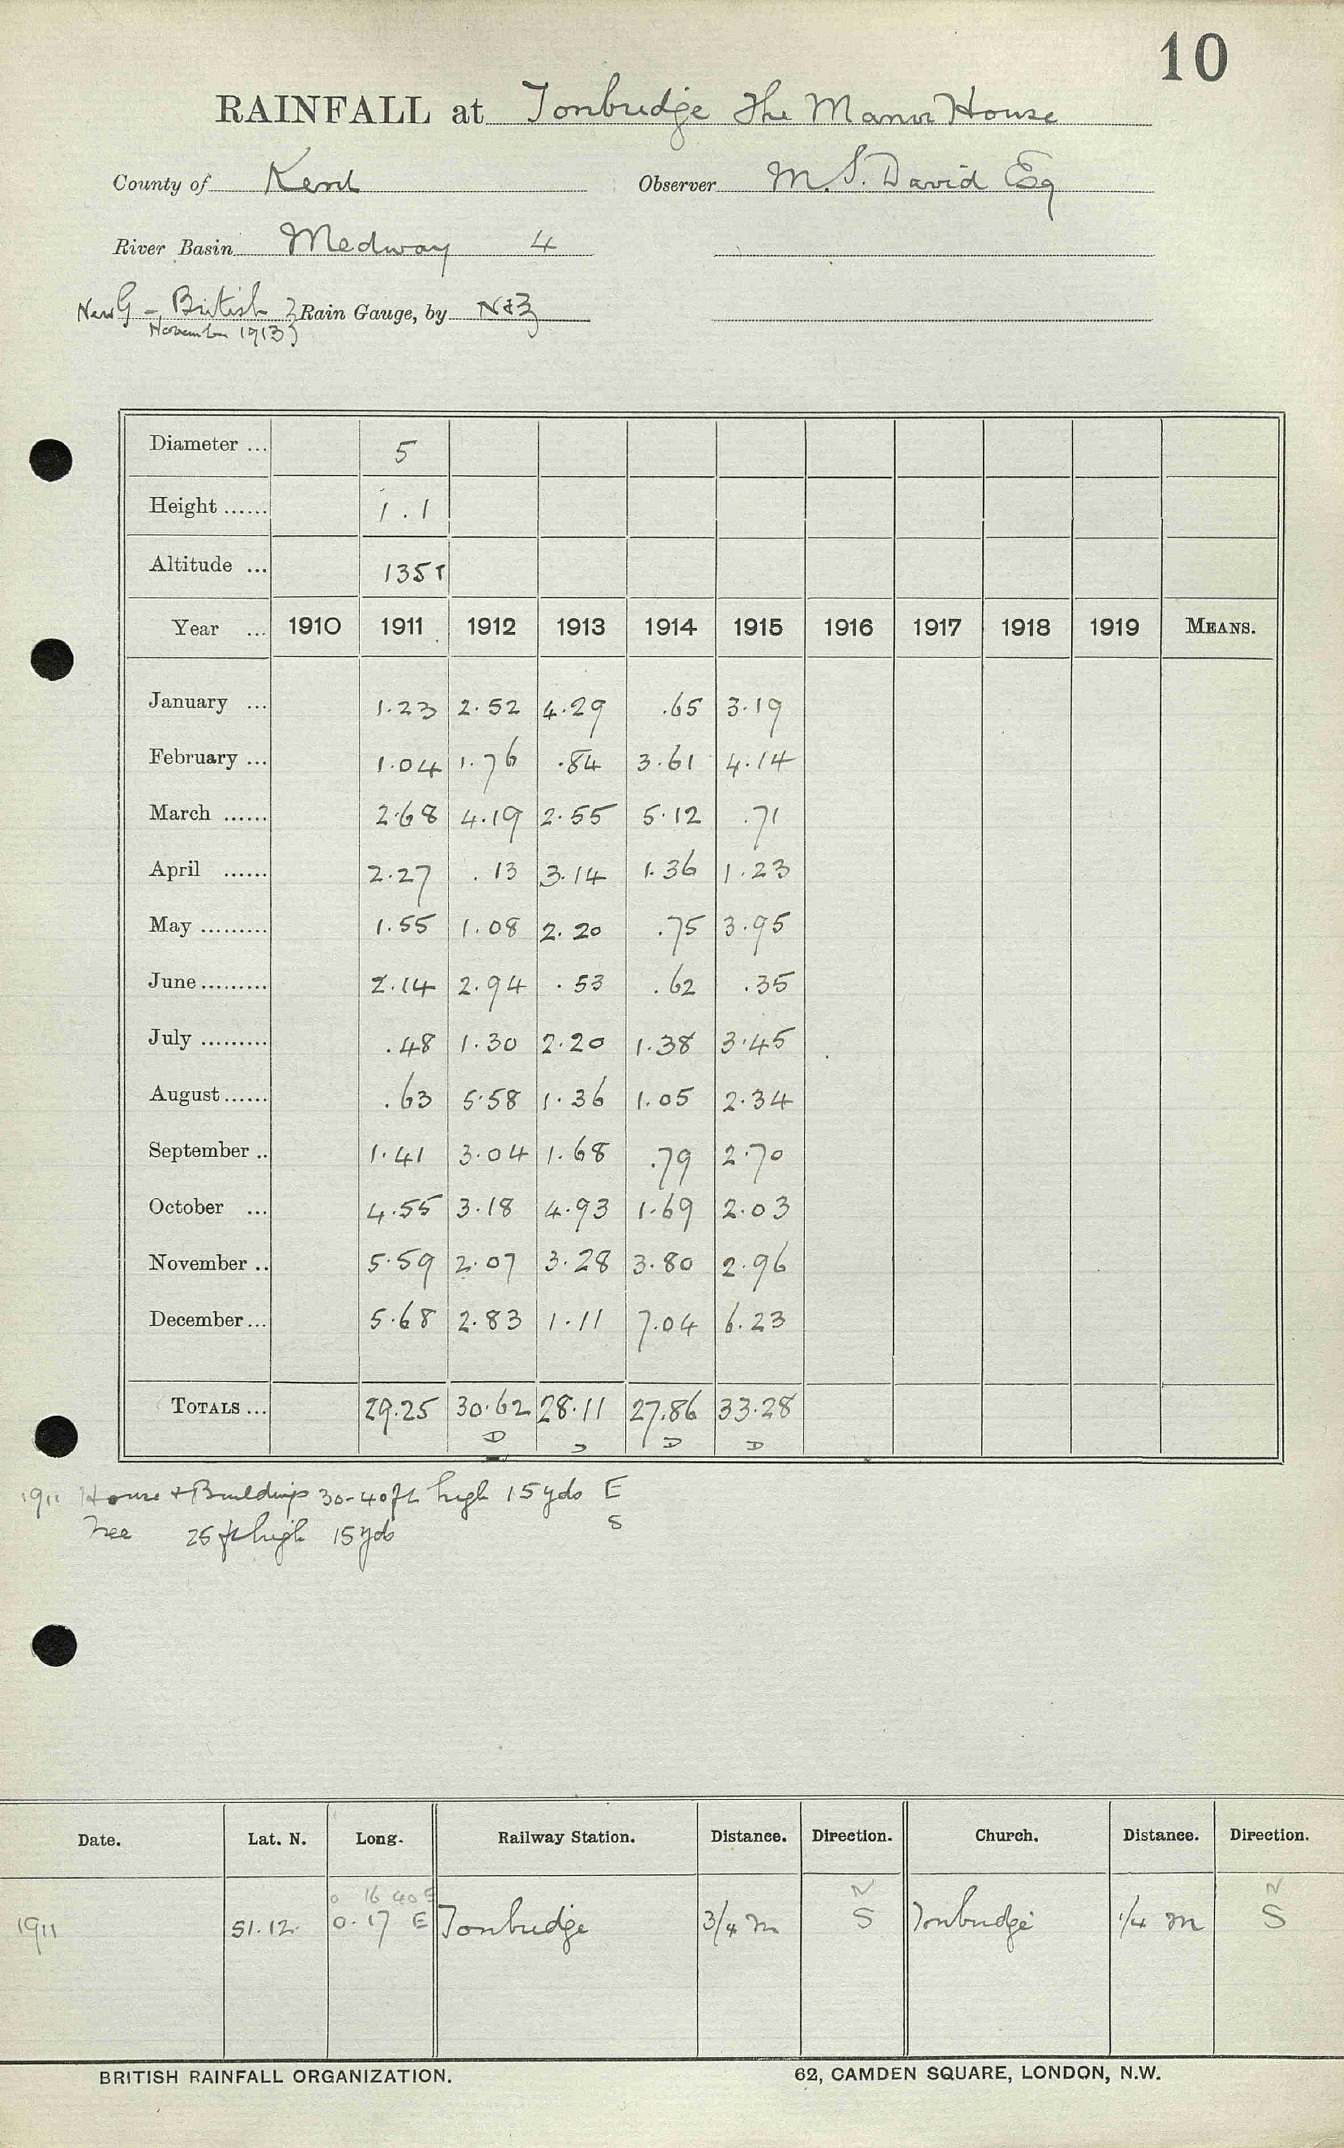 10
RAINFALL at Tonbridge The Manor House
County of Kent Observer M. S. David Esq
River Basin Medway 4
New G - British } Rain Gauge, by N&Z
November 1913 }
Diameter ... 5
Height ...... 1.1
Altitude ... 135T
Year ... 1910 1911 1912 1913 1914 1915 1916 1917 1918 1919 MEANS.
January ... 1.23 2.52 4.29 .65 3.19
February ... 1.04 1.76 .84 3.61 4.14
March ...... 2.68 4.19 2.55 5.12 .71
April ...... 2.27 .13 3.14 1.36 1.23
May ......... 1.55 1.08 2.20 .75 3.95
June ......... 2.14 2.94 .53 .62 .35
July ......... .48 1.30 2.20 1.38 3.45
August ...... .63 5.58 1.36 1.05 2.34
September .. 1.41 3.04 1.68 .79 2.70
October ... 4.55 3.18 4.93 1.69 2.03
November .. 5.59 2.07 3.28 3.80 2.96
December ... 5.68 2.83 1.11 7.04 6.23
TOTALS ... 29.25 30.62 28.11 27.86 33.28
D D D D
1911 House & Buildings 30-40 ft high 15 yds E
Tree 25 ft high 15 yds S
Date. Lat. N. Long. Railway Station. Distance. Direction. Church. Distance. Direction.
0 16 40 E N N
1911 51.12. 0.17 E Tonbridge 3/4 m S Tonbridge 1/4 m S
BRITISH RAINFALL ORGANIZATION. 62, CAMDEN SQUARE, LONDON, N.W.